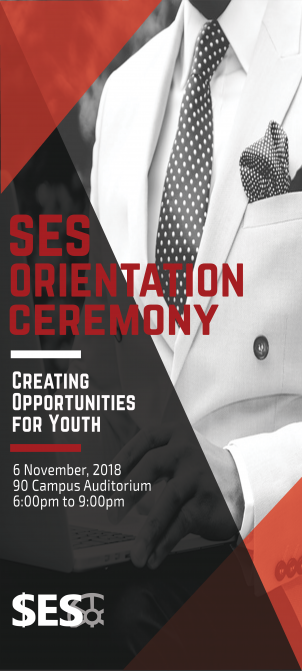 SES
ORIENTATION
CEREMONY
CREATING
OPPORTUNITIES
FOR YOUTH
6 November, 2018
90 Campus Auditorium
6:00pm to 9:00pm
$ES